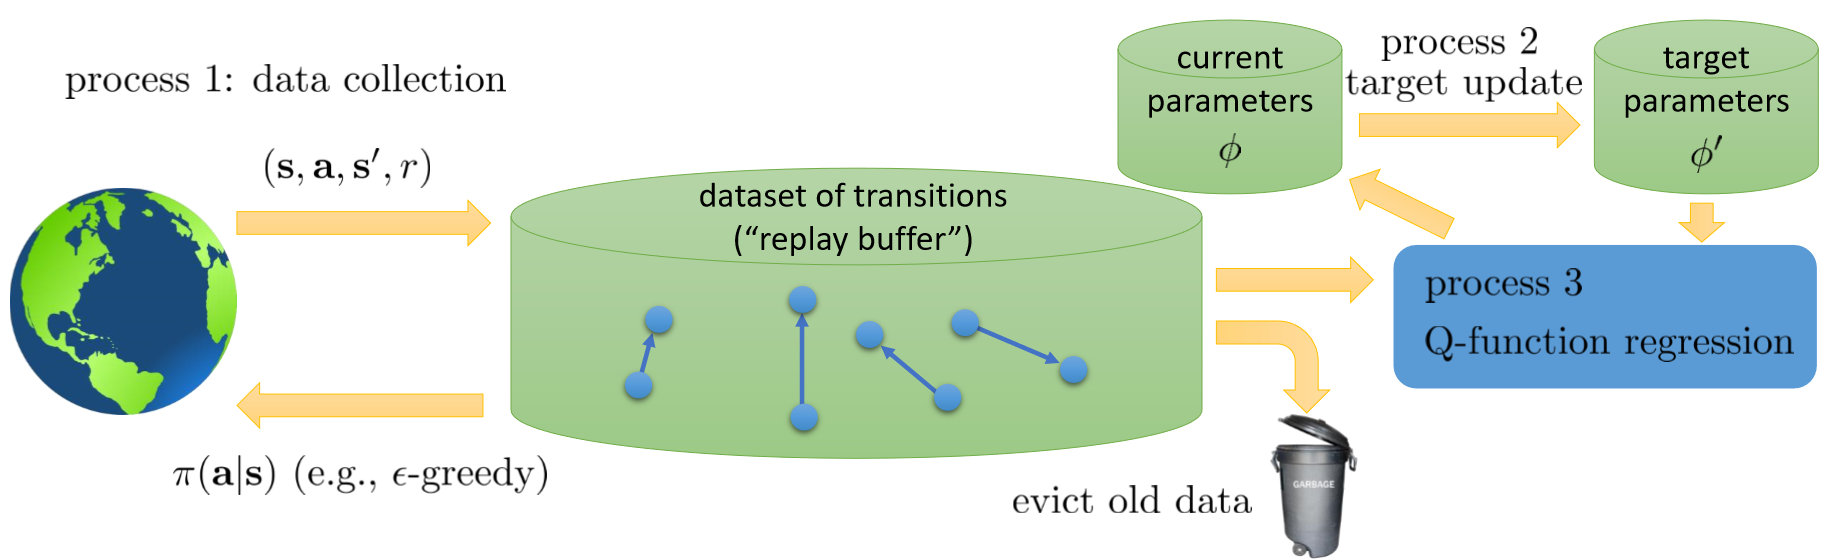 process 1: data collection
(s, a, s′, r)
π(a|s) (e.g., ϵ-greedy)
dataset of transitions
(“replay buffer”)
current
parameters
ϕ
process 2
target update
target
parameters
ϕ′
process 3
Q-function regression
evict old data
GARBAGE